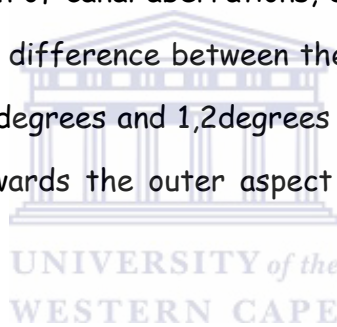 of canal aberrations,
difference between the
degrees and 1,2degrees
wards the outer aspect
UNIVERSITY of the
WESTERN CAPE